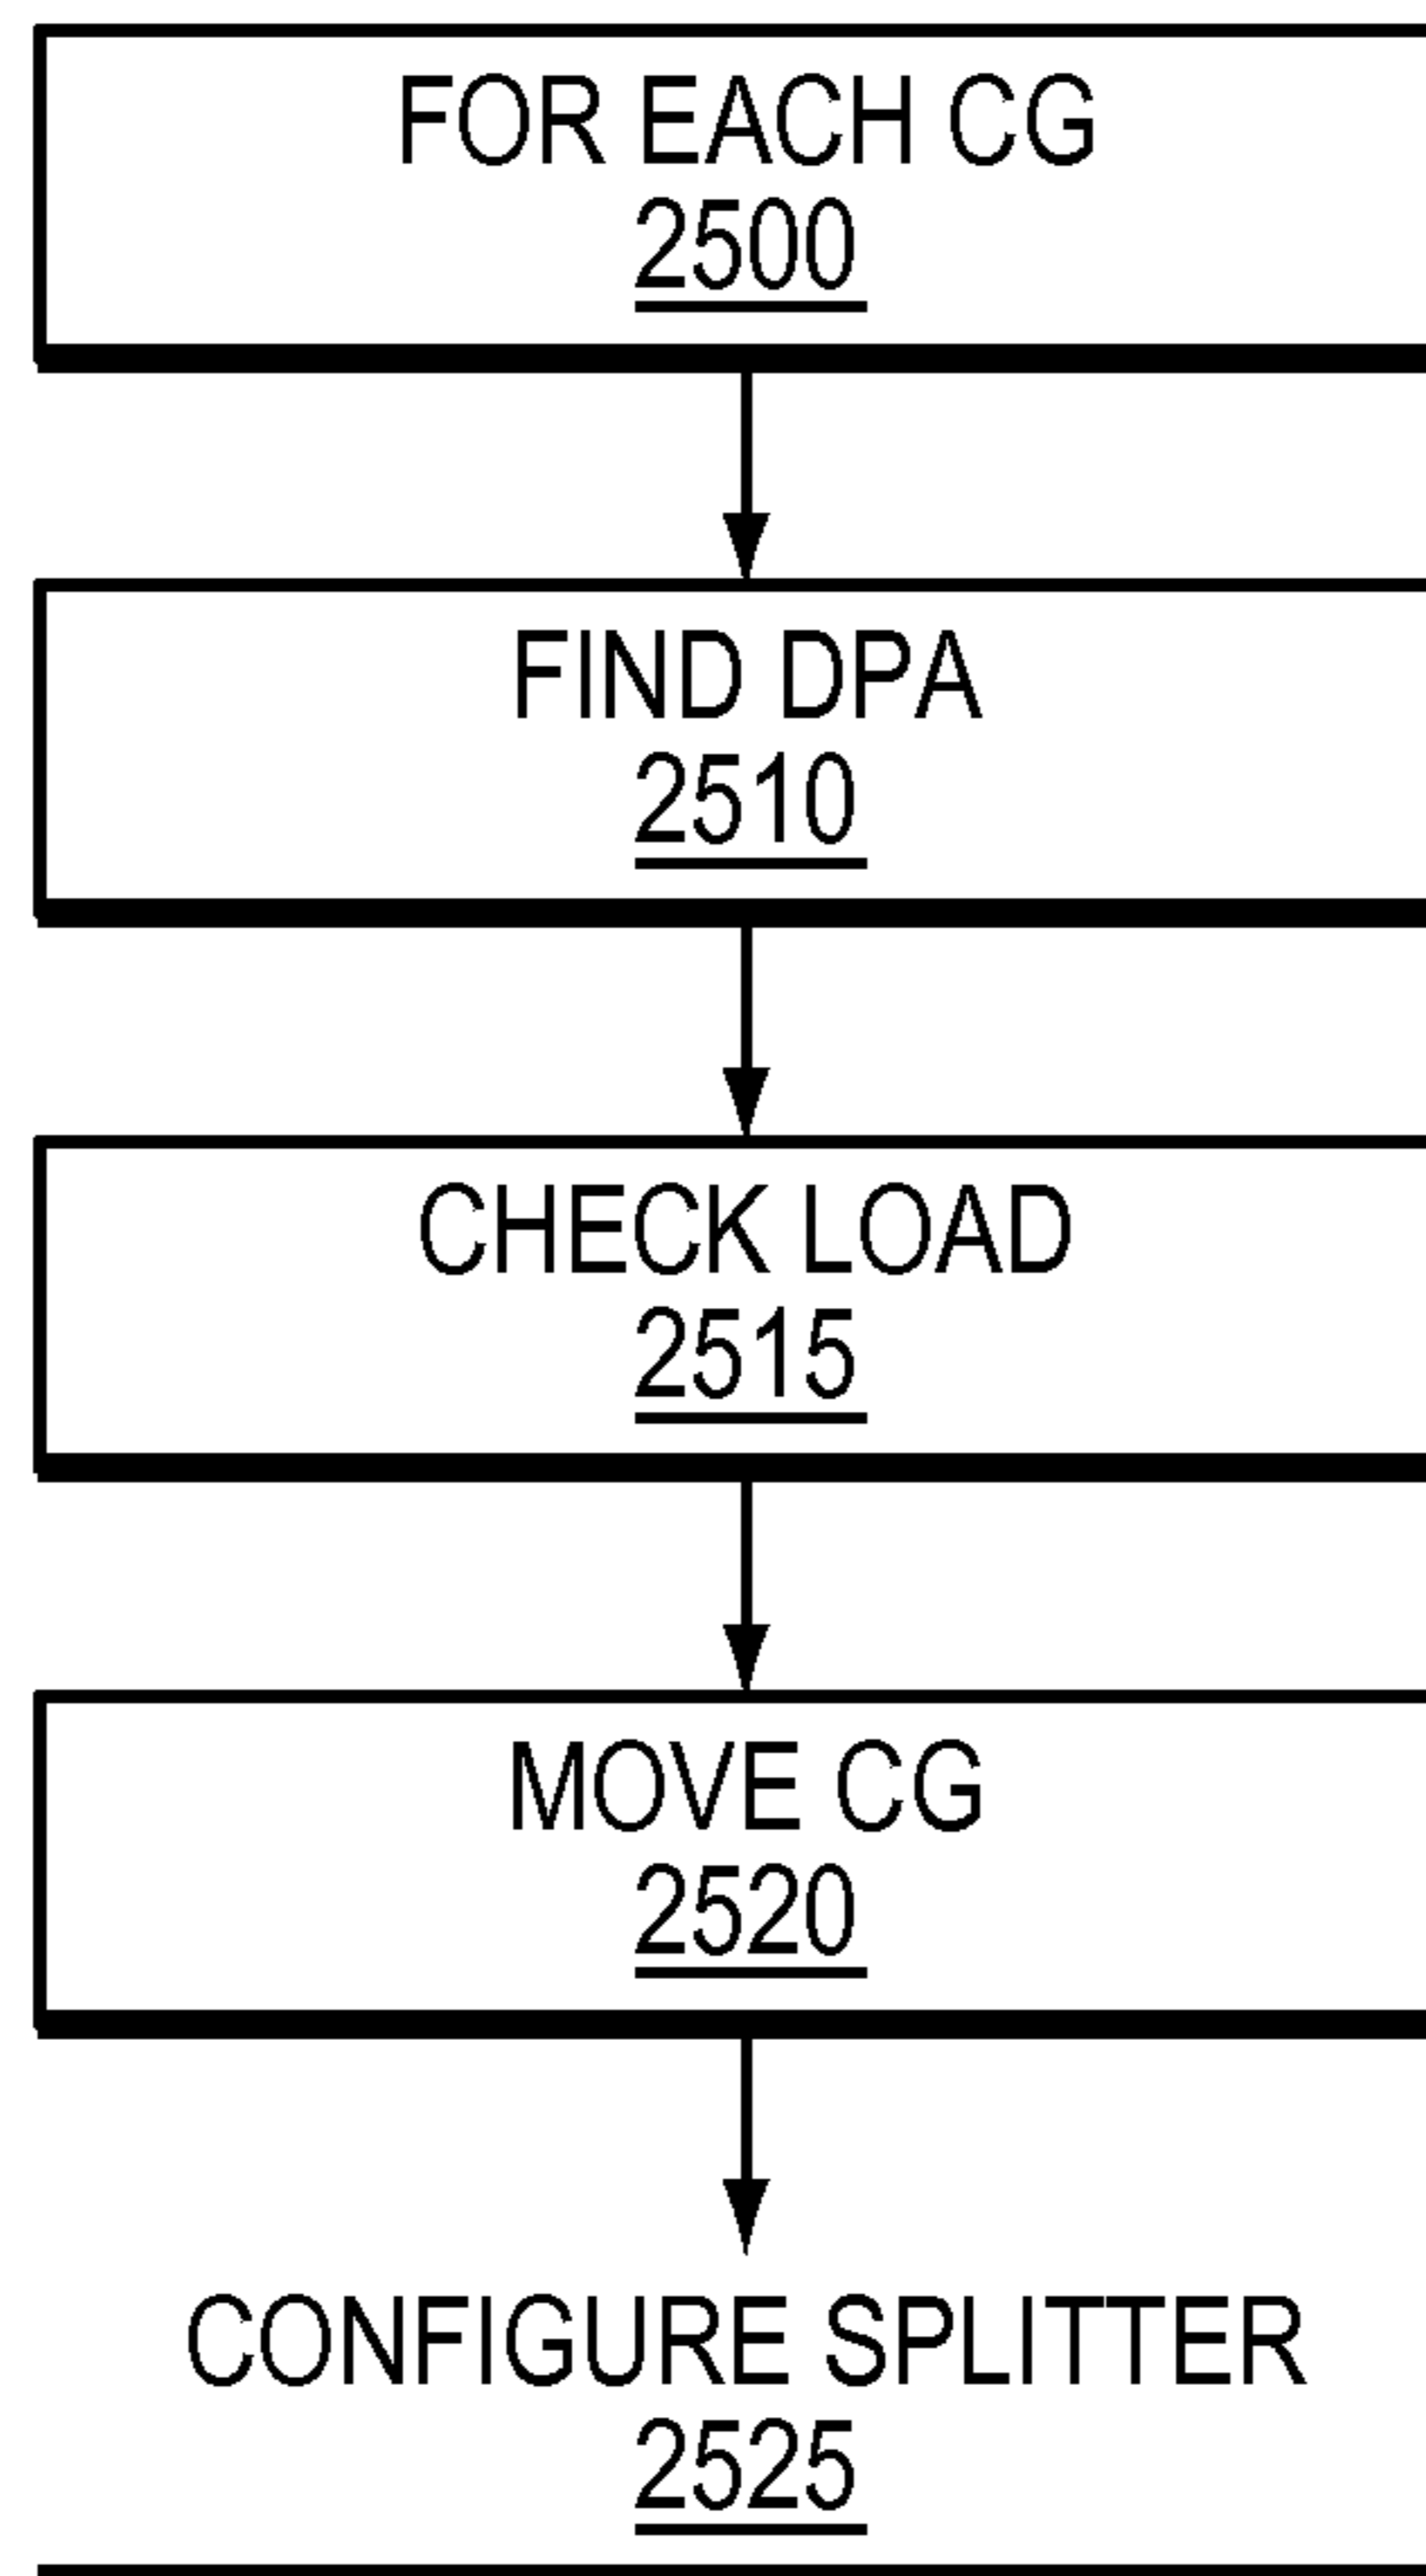 FOR EACH CG
2500
FIND DPA
2510
CHECK LOAD
2515
MOVE CG
2520
CONFIGURE SPLITTER
2525